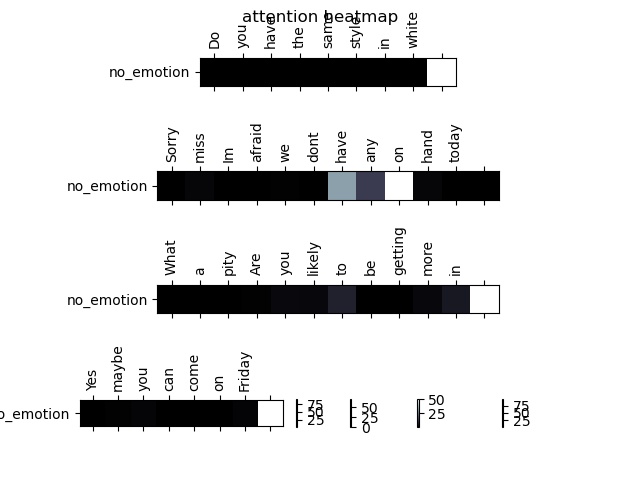 attention heatmap
Do you have the same style in white
no_emotion
Sorry miss Im afraid we dont have any on hand today
no_emotion
What a pity Are you likely to be getting more in
no_emotion
Yes maybe you can come on Friday
o_emotion
75 50 25
50 25 0
50 25
75 50 25